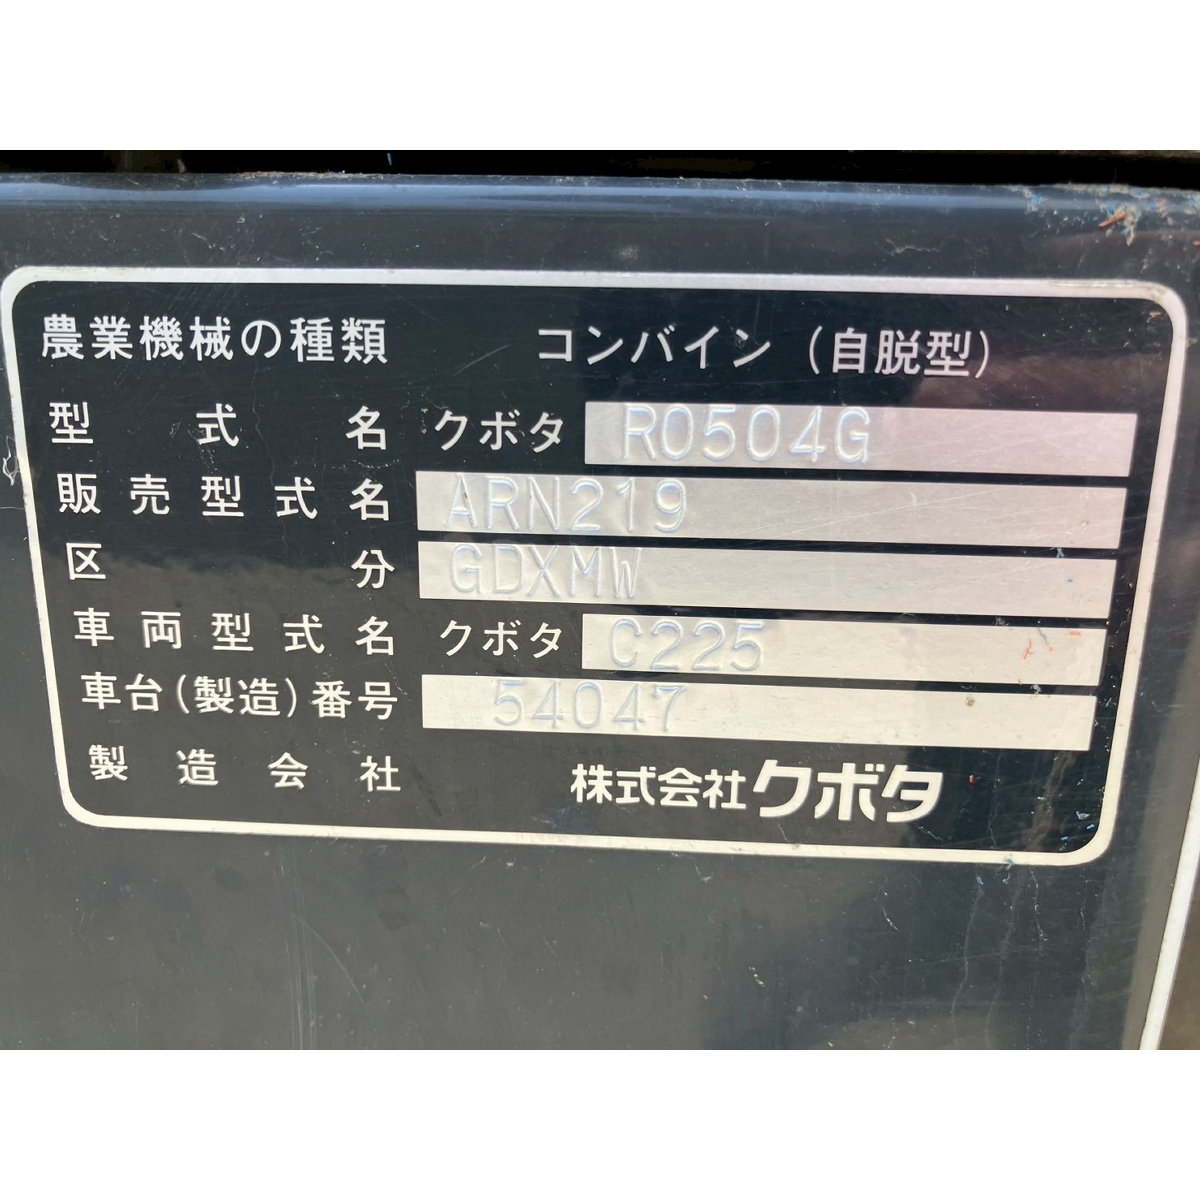 農業機械の種類 コンバイン(自脱型)
型式名 クボタ R0504G
販売型式名 ARN219
区分 GDXMW
車両型式名 クボタ C225
車台(製造)番号 54047
製造会社 株式会社クボタ